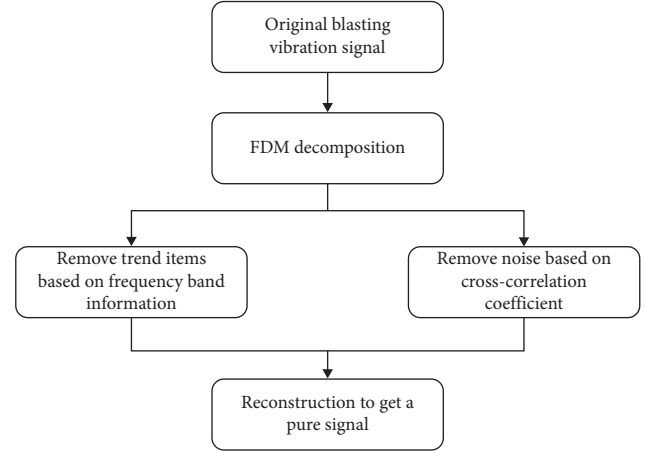 Original blasting
vibration signal
FDM decomposition
Remove trend items
based on frequency band
information
Remove noise based on
cross-correlation
coefficient
Reconstruction to get a
pure signal